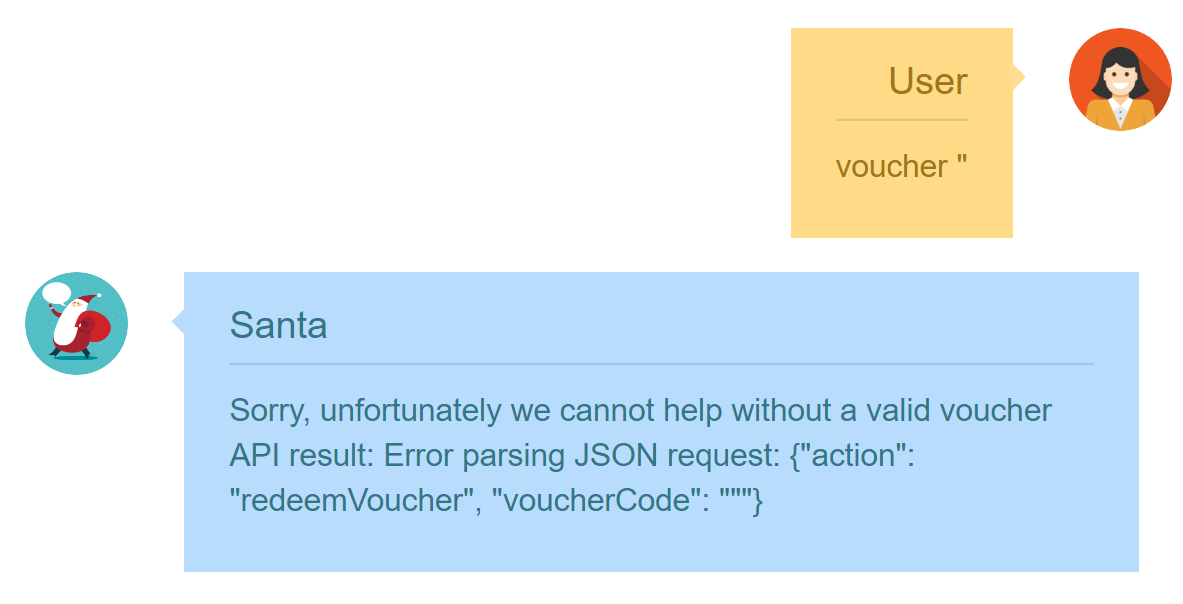 User
voucher "
Santa
Sorry, unfortunately we cannot help without a valid voucher
API result: Error parsing JSON request: {"action":
"redeemVoucher", "voucherCode": """}